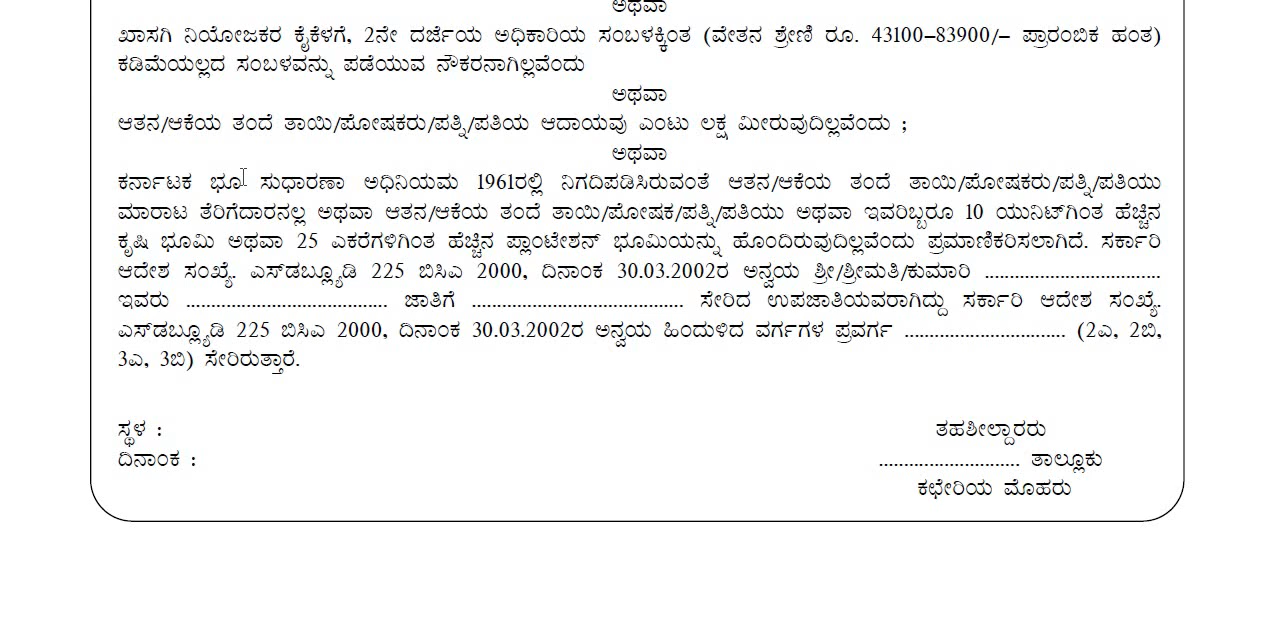 ಅಥವಾ
ಖಾಸಗಿ ನಿಯೋಜಕರ ಕೈಕೆಳಗೆ, 2ನೇ ದರ್ಜೆಯ ಅಧಿಕಾರಿಯ ಸಂಬಳಕ್ಕಿಂತ (ವೇತನ ಶ್ರೇಣಿ ರೂ. 43100–83900/– ಪ್ರಾರಂಬಿಕ ಹಂತ)
ಕಡಿಮೆಯಲ್ಲದ ಸಂಬಳವನ್ನು ಪಡೆಯುವ ನೌಕರನಾಗಿಲ್ಲವೆಂದು
ಅಥವಾ
ಆತನ/ಆಕೆಯ ತಂದೆ ತಾಯಿ/ಪೋಷಕರು/ಪತ್ನಿ/ಪತಿಯ ಆದಾಯವು ಎಂಟು ಲಕ್ಷ ಮೀರುವುದಿಲ್ಲವೆಂದು ;
ಅಥವಾ
ಕರ್ನಾಟಕ ಭೂ ಸುಧಾರಣಾ ಅಧಿನಿಯಮ 1961ರಲ್ಲಿ ನಿಗದಿಪಡಿಸಿರುವಂತೆ ಆತನ/ಆಕೆಯ ತಂದೆ ತಾಯಿ/ಪೋಷಕರು/ಪತ್ನಿ/ಪತಿಯು
ಮಾರಾಟ ತೆರಿಗೆದಾರನಲ್ಲ ಅಥವಾ ಆತನ/ಆಕೆಯ ತಂದೆ ತಾಯಿ/ಪೋಷಕ/ಪತ್ನಿ/ಪತಿಯು ಅಥವಾ ಇವರಿಬ್ಬರೂ 10 ಯುನಿಟ್‌ಗಿಂತ ಹೆಚ್ಚಿನ
ಕೃಷಿ ಭೂಮಿ ಅಥವಾ 25 ಎಕರೆಗಳಿಗಿಂತ ಹೆಚ್ಚಿನ ಪ್ಲಾಂಟೇಶನ್ ಭೂಮಿಯನ್ನು ಹೊಂದಿರುವುದಿಲ್ಲವೆಂದು ಪ್ರಮಾಣಿಕರಿಸಲಾಗಿದೆ. ಸರ್ಕಾರಿ
ಆದೇಶ ಸಂಖ್ಯೆ. ಎಸ್‌ಡಬ್ಲ್ಯೂಡಿ 225 ಬಿಸಿಎ 2000, ದಿನಾಂಕ 30.03.2002ರ ಅನ್ವಯ ಶ್ರೀ/ಶ್ರೀಮತಿ/ಕುಮಾರಿ ...................................
ಇವರು ........................................ ಜಾತಿಗೆ .......................................... ಸೇರಿದ ಉಪಜಾತಿಯವರಾಗಿದ್ದು ಸರ್ಕಾರಿ ಆದೇಶ ಸಂಖ್ಯೆ.
ಎಸ್‌ಡಬ್ಲ್ಯೂಡಿ 225 ಬಿಸಿಎ 2000, ದಿನಾಂಕ 30.03.2002ರ ಅನ್ವಯ ಹಿಂದುಳಿದ ವರ್ಗಗಳ ಪ್ರವರ್ಗ ................................ (2ಎ, 2ಬಿ,
3ಎ, 3ಬಿ) ಸೇರಿರುತ್ತಾರೆ.
ಸ್ಥಳ : ತಹಶೀಲ್ದಾರರು
ದಿನಾಂಕ : ............................ ತಾಲ್ಲೂಕು
ಕಛೇರಿಯ ಮೊಹರು